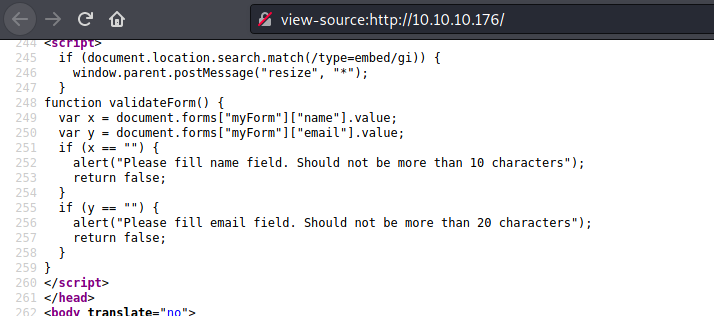 view-source:http://10.10.10.176/
244 <script>
245   if (document.location.search.match(/type=embed/gi)) {
246     window.parent.postMessage("resize", "*");
247   }
248 function validateForm() {
249   var x = document.forms["myForm"]["name"].value;
250   var y = document.forms["myForm"]["email"].value;
251   if (x == "") {
252     alert("Please fill name field. Should not be more than 10 characters");
253     return false;
254   }
255   if (y == "") {
256     alert("Please fill email field. Should not be more than 20 characters");
257     return false;
258   }
259 }
260 </script>
261 </head>
262 <body translate="no">